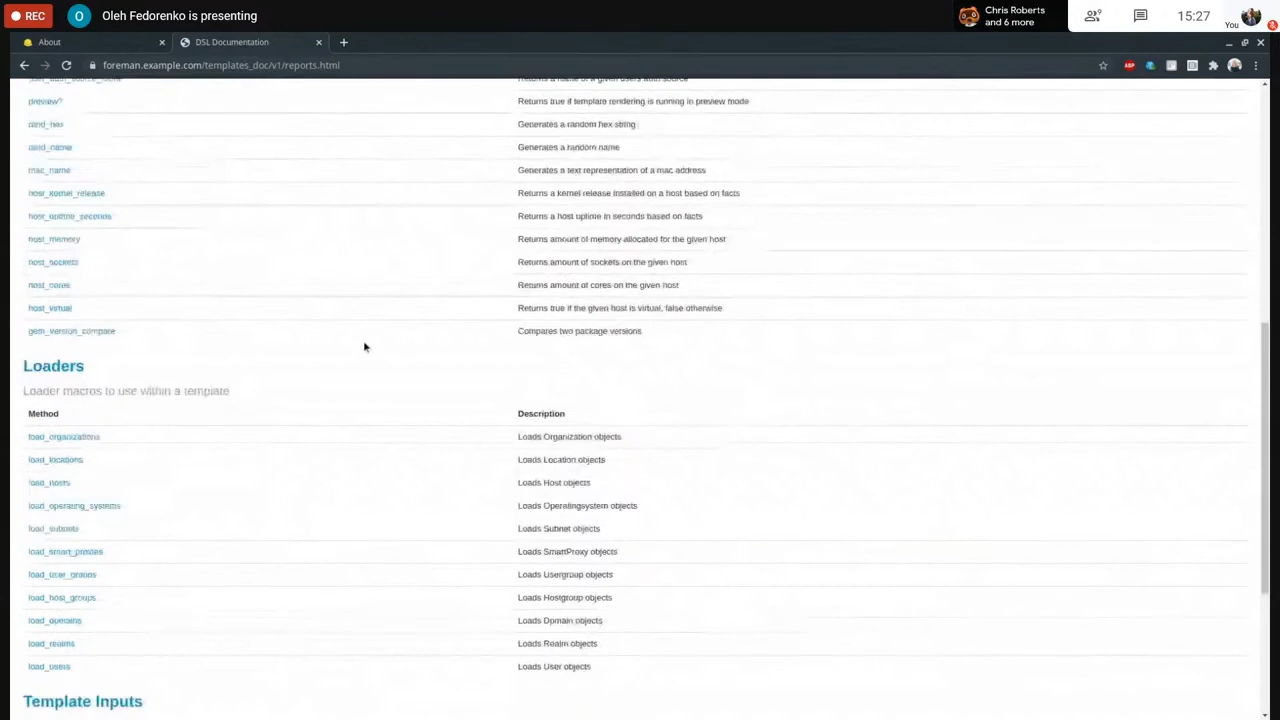 REC
O
Oleh Fedorenko is presenting
Chris Roberts
and 6 more
9
15:27
You
About
DSL Documentation
foreman.example.com/templates_doc/v1/reports.html
ABP
preview?
Returns true if template rendering is running in preview mode
rand_hex
Generates a random hex string
rand_name
Generates a random name
mac_name
Generates a text representation of a mac address
host_kernel_release
Returns a kernel release installed on a host based on facts
host_uptime_seconds
Returns a host uptime in seconds based on facts
host_memory
Returns amount of memory allocated for the given host
host_sockets
Returns amount of sockets on the given host
host_cores
Returns amount of cores on the given host
host_virtual
Returns true if the given host is virtual, false otherwise
gem_version_compare
Compares two package versions
Loaders
Loader macros to use within a template
Method
Description
load_organizations
Loads Organization objects
load_locations
Loads Location objects
load_hosts
Loads Host objects
load_operating_systems
Loads Operatingsystem objects
load_subnets
Loads Subnet objects
load_smart_proxies
Loads SmartProxy objects
load_user_groups
Loads Usergroup objects
load_host_groups
Loads Hostgroup objects
load_domains
Loads Domain objects
load_realms
Loads Realm objects
load_users
Loads User objects
Template Inputs